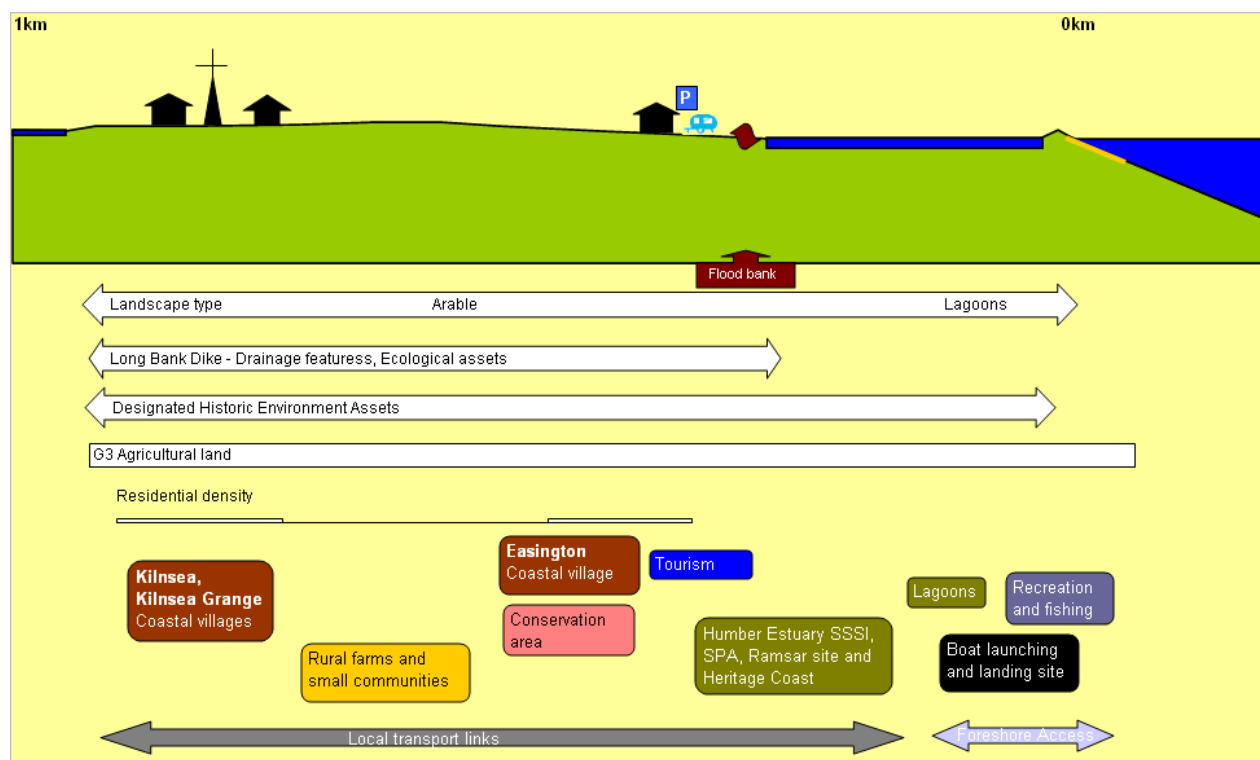 1km
0km
P
Flood bank
Landscape type Arable Lagoons
Long Bank Dike - Drainage featuress, Ecological assets
Designated Historic Environment Assets
G3 Agricultural land
Residential density
Kilnsea,
Kilnsea Grange
Coastal villages
Rural farms and
small communities
Easington
Coastal village
Conservation
area
Tourism
Humber Estuary SSSI,
SPA, Ramsar site and
Heritage Coast
Lagoons
Recreation
and fishing
Boat launching
and landing site
Local transport links
Foreshore Access